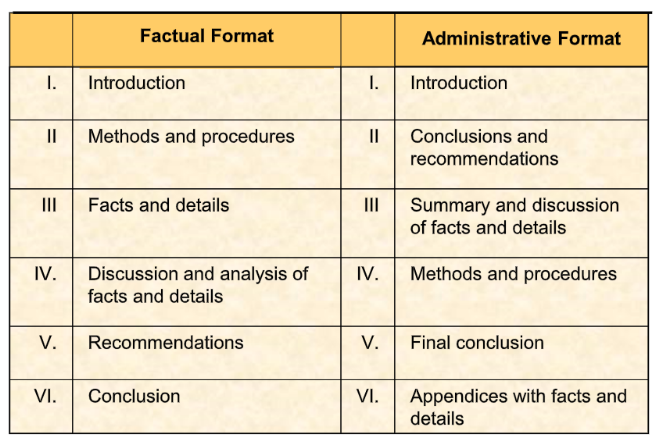 Factual Format Administrative Format
I. Introduction I. Introduction
II Methods and procedures II Conclusions and
recommendations
III Facts and details III Summary and discussion
of facts and details
IV. Discussion and analysis of IV. Methods and procedures
facts and details
V. Recommendations V. Final conclusion
VI. Conclusion VI. Appendices with facts and
details